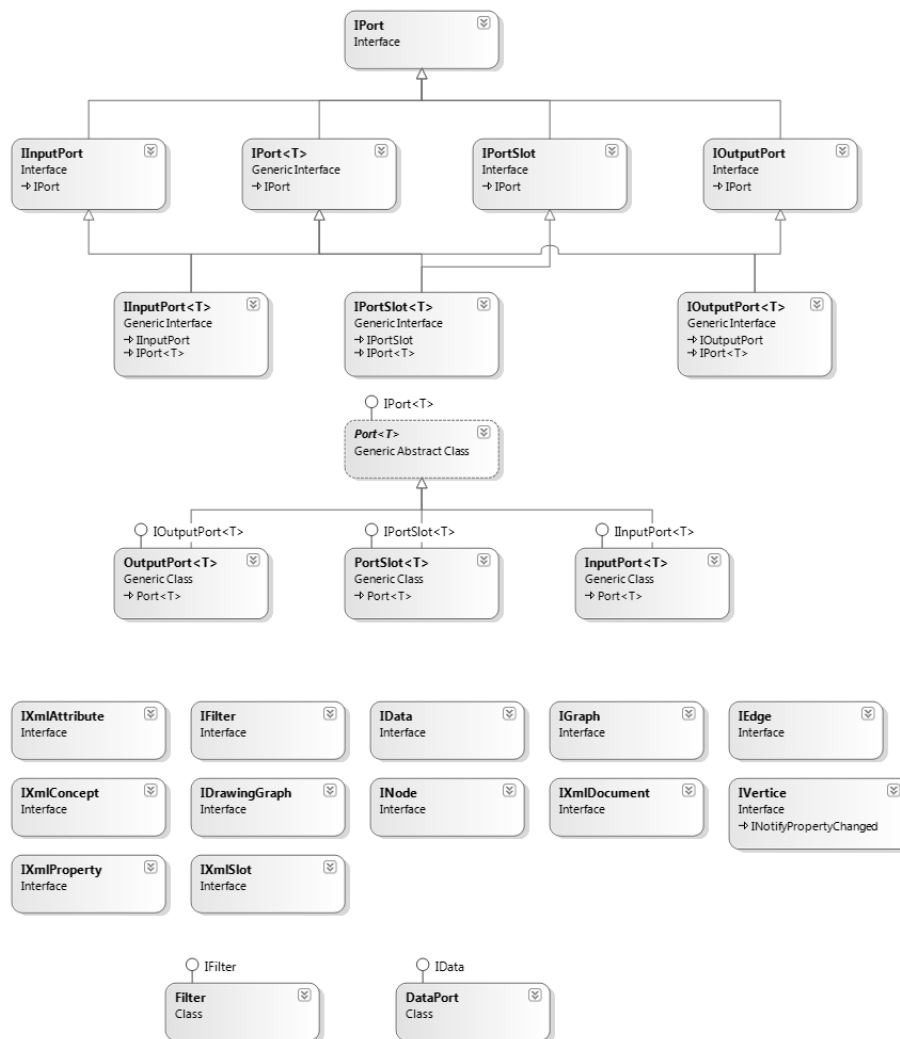 IPort
Interface
IInputPort
Interface
IPort
IPort<T>
Generic Interface
IPort
IPortSlot
Interface
IPort
IOutputPort
Interface
IPort
IInputPort<T>
Generic Interface
IInputPort
IPort<T>
IPortSlot<T>
Generic Interface
IPortSlot
IPort<T>
IOutputPort<T>
Generic Interface
IOutputPort
IPort<T>
IPort<T>
Port<T>
Generic Abstract Class
IOutputPort<T>
OutputPort<T>
Generic Class
Port<T>
IPortSlot<T>
PortSlot<T>
Generic Class
Port<T>
IInputPort<T>
InputPort<T>
Generic Class
Port<T>
IXmlAttribute
Interface
IFilter
Interface
IData
Interface
IGraph
Interface
IEdge
Interface
IXmlConcept
Interface
IDrawingGraph
Interface
INode
Interface
IXmlDocument
Interface
IVertice
Interface
INotifyPropertyChanged
IXmlProperty
Interface
IXmlSlot
Interface
IFilter
Filter
Class
IData
DataPort
Class